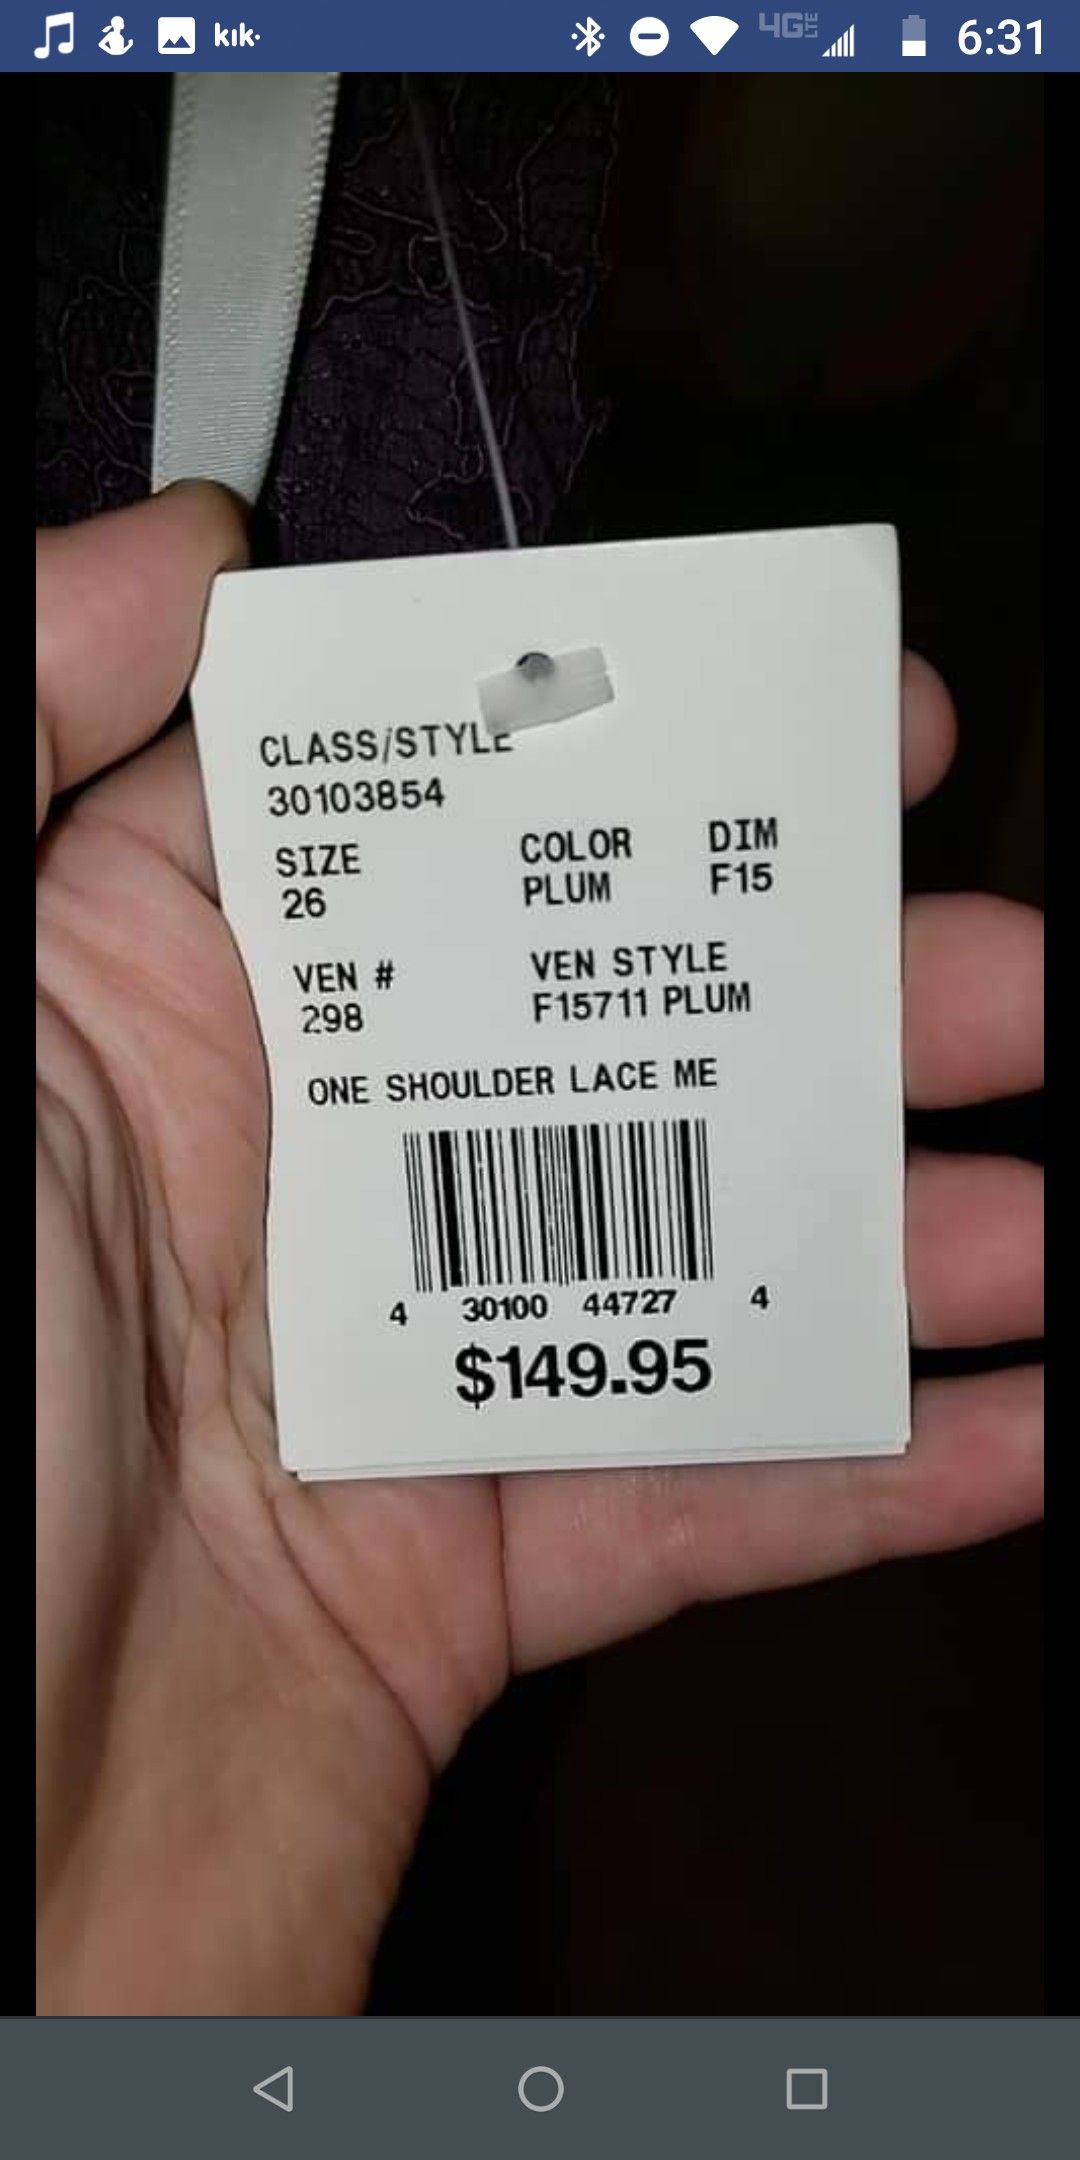 kik.
4G LTE
6:31
CLASS/STYLE
30103854
SIZE COLOR DIM
26 PLUM F15
VEN # VEN STYLE
298 F15711 PLUM
ONE SHOULDER LACE ME
4 30100 44727 4
$149.95